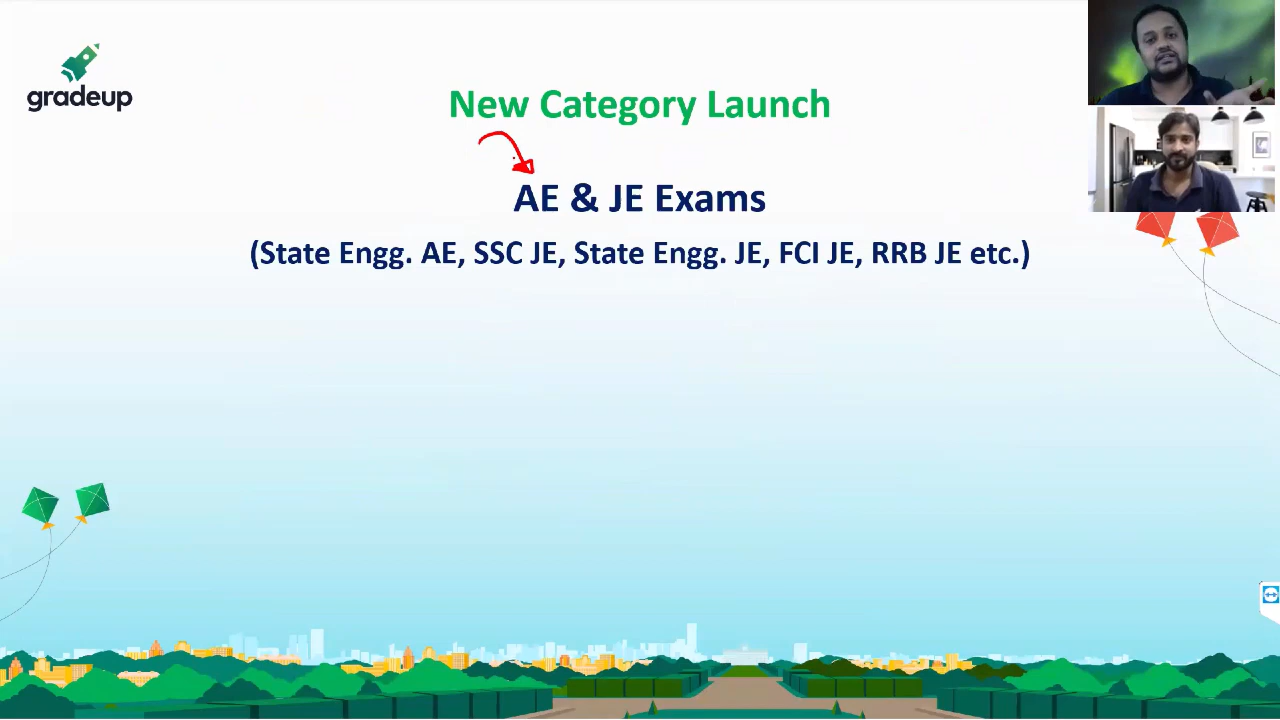 gradeup
New Category Launch
AE & JE Exams
(State Engg. AE, SSC JE, State Engg. JE, FCI JE, RRB JE etc.)